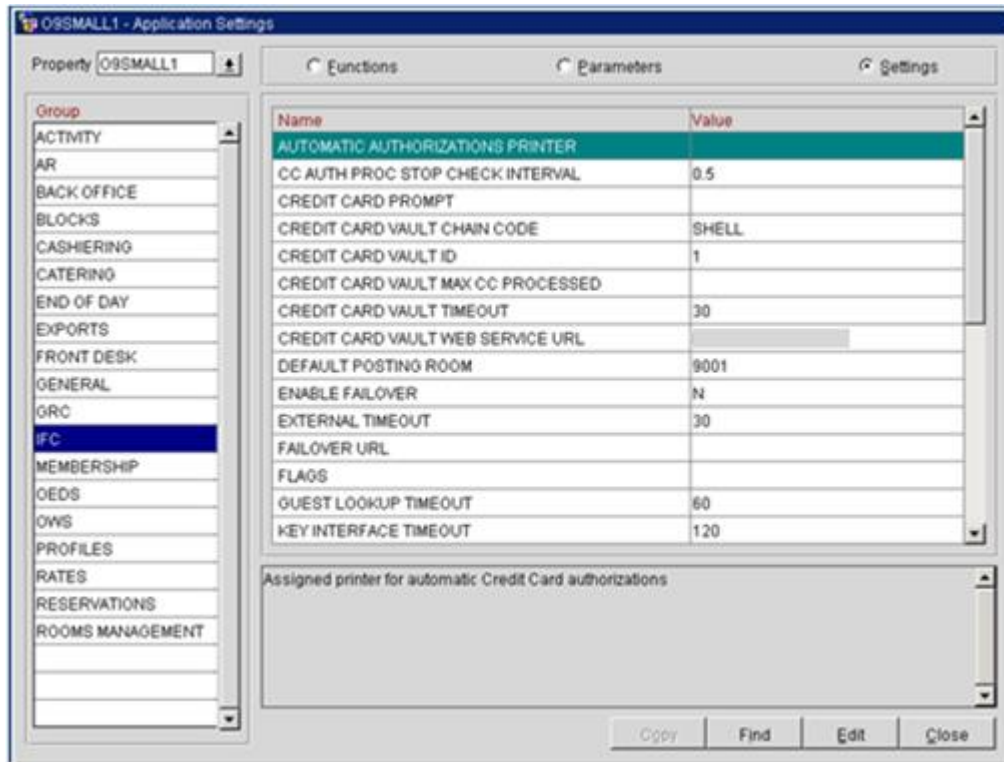 O9SMALL1 - Application Settings
Property O9SMALL1
Functions Parameters Settings
Group
ACTIVITY
AR
BACK OFFICE
BLOCKS
CASHIERING
CATERING
END OF DAY
EXPORTS
FRONT DESK
GENERAL
GRC
IFC
MEMBERSHIP
OEDS
OWS
PROFILES
RATES
RESERVATIONS
ROOMS MANAGEMENT
Name Value
AUTOMATIC AUTHORIZATIONS PRINTER
CC AUTH PROC STOP CHECK INTERVAL 0.5
CREDIT CARD PROMPT
CREDIT CARD VAULT CHAIN CODE SHELL
CREDIT CARD VAULT ID 1
CREDIT CARD VAULT MAX CC PROCESSED
CREDIT CARD VAULT TIMEOUT 30
CREDIT CARD VAULT WEB SERVICE URL
DEFAULT POSTING ROOM 9001
ENABLE FAILOVER N
EXTERNAL TIMEOUT 30
FAILOVER URL
FLAGS
GUEST LOOKUP TIMEOUT 60
KEY INTERFACE TIMEOUT 120
Assigned printer for automatic Credit Card authorizations
Copy Find Edit Close